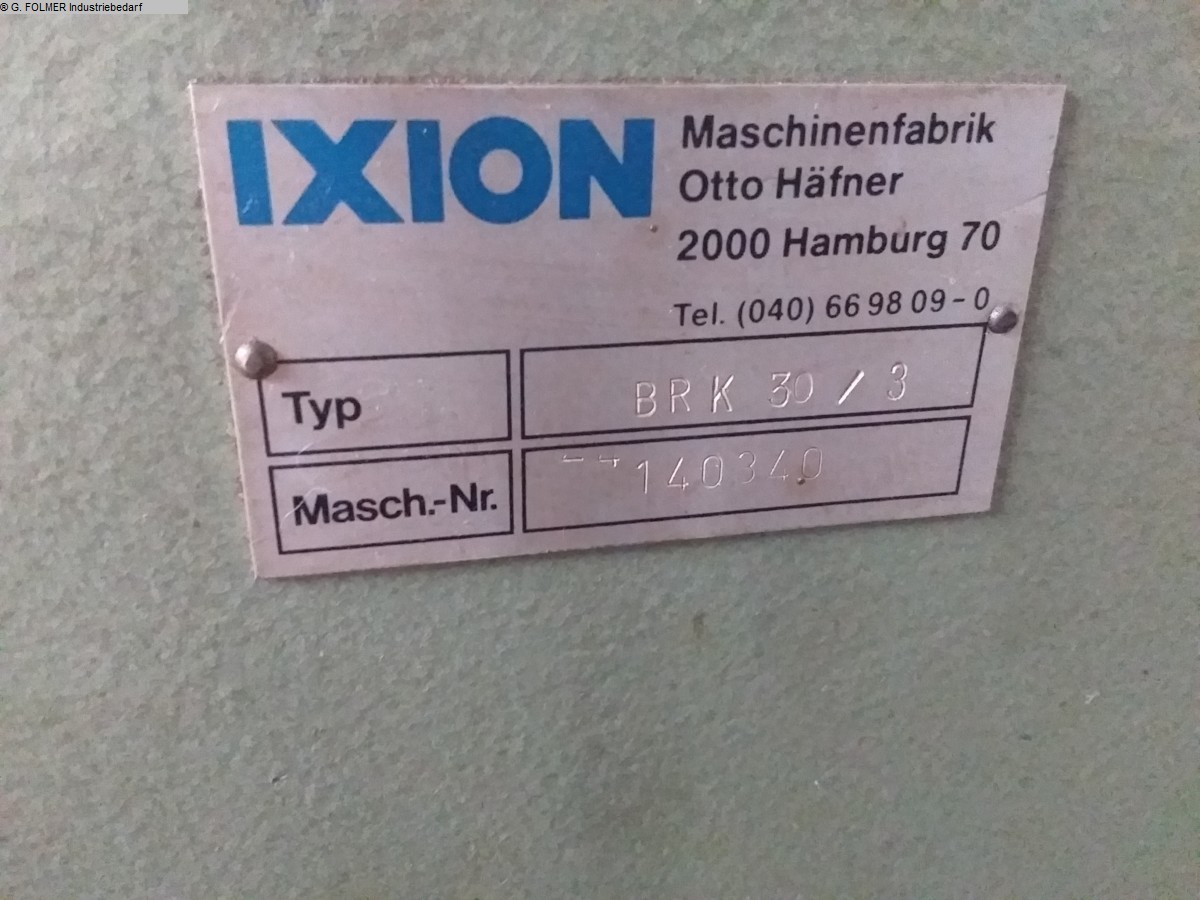 © G. FOLMER Industriebedarf
IXION
Maschinenfabrik
Otto Häfner
2000 Hamburg 70
Tel. (040) 66 98 09 - 0
Typ BRK 30 / 3
Masch.-Nr. 140340